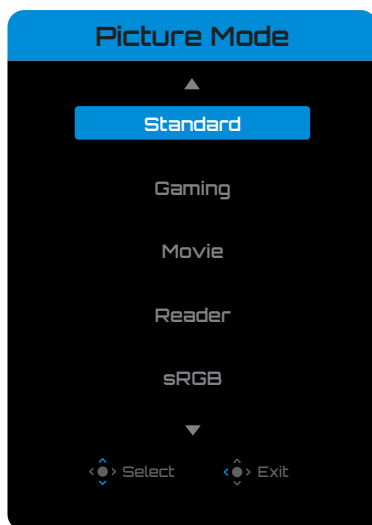 Picture Mode
Standard
Gaming
Movie
Reader
sRGB
Select Exit